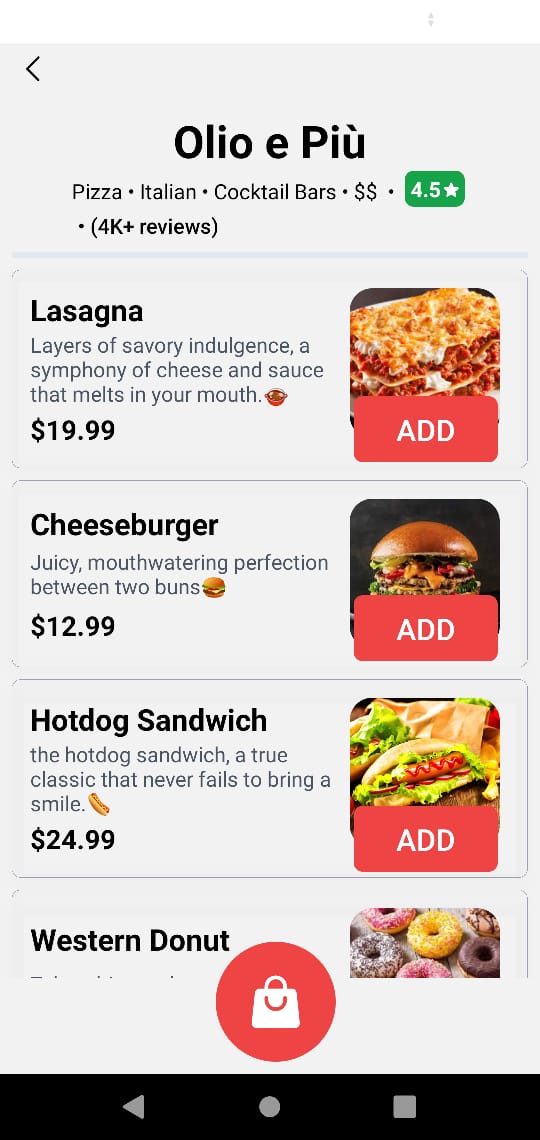 Olio e Più
Pizza • Italian • Cocktail Bars • $$ • 4.5★
• (4K+ reviews)
Lasagna
Layers of savory indulgence, a
symphony of cheese and sauce
that melts in your mouth.🍲
$19.99
ADD
Cheeseburger
Juicy, mouthwatering perfection
between two buns🍔
$12.99
ADD
Hotdog Sandwich
the hotdog sandwich, a true
classic that never fails to bring a
smile.🌭
$24.99
ADD
Western Donut